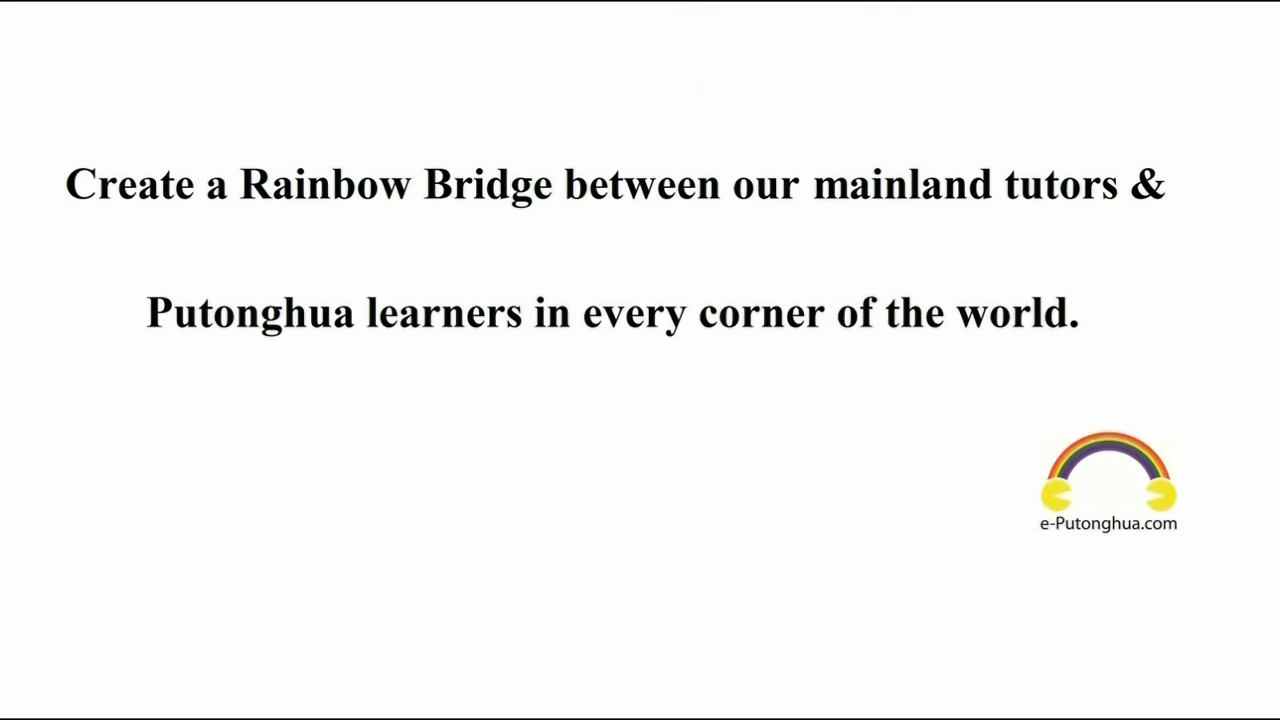 Create a Rainbow Bridge between our mainland tutors &
Putonghua learners in every corner of the world.
e-Putonghua.com